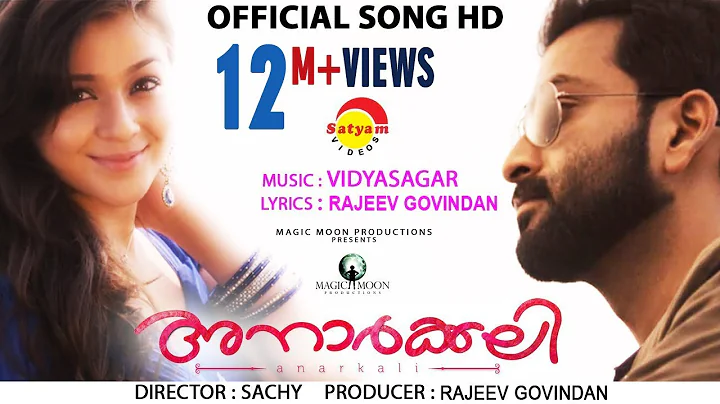 OFFICIAL SONG HD
12M+VIEWS
Satyam
VIDEOS
MUSIC : VIDYASAGAR
LYRICS : RAJEEV GOVINDAN
MAGIC MOON PRODUCTIONS
PRESENTS
MAGIC MOON
PRODUCTIONS
അനാർക്കലി
anarkali
DIRECTOR : SACHY PRODUCER : RAJEEV GOVINDAN